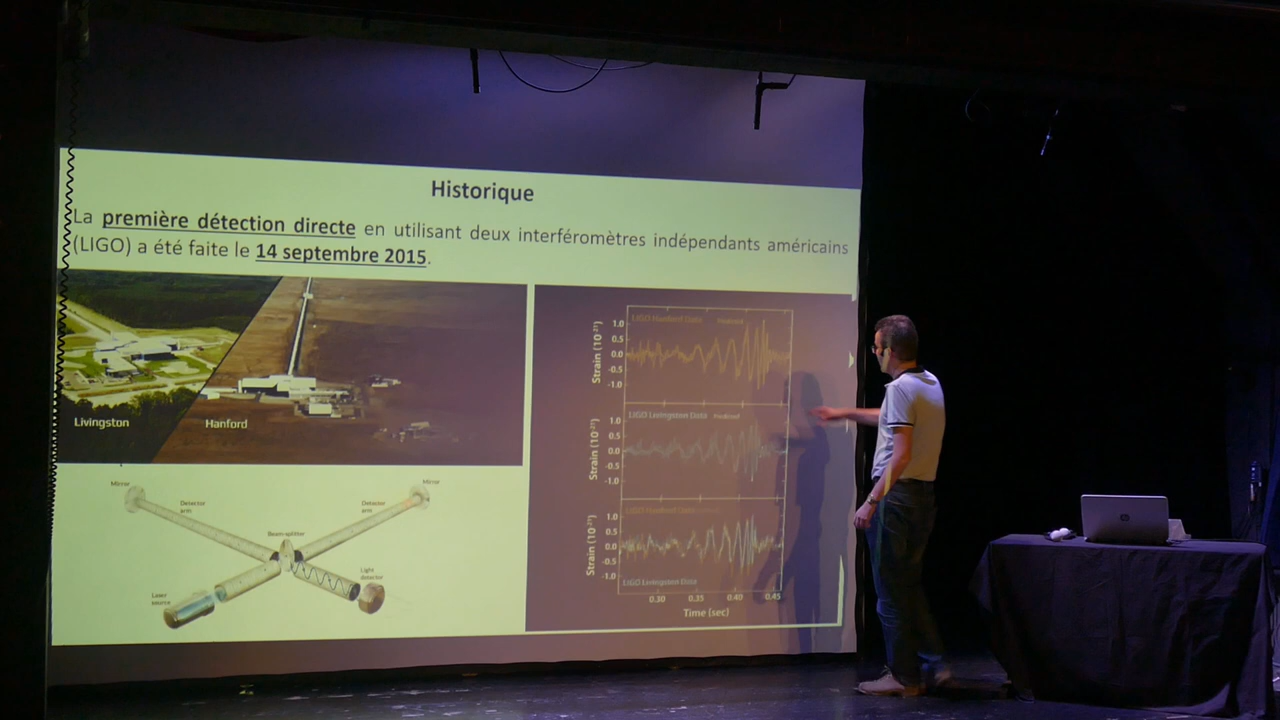 Historique
La première détection directe en utilisant deux interféromètres indépendants américains
(LIGO) a été faite le 14 septembre 2015.
Livingston
Hanford
Mirror
Mirror
Detector
arm
Detector
arm
Beam splitter
Light
detector
Laser
source
LIGO Hanford Data
Predicted
Strain (10⁻²¹)
1.0
0.5
0.0
-0.5
-1.0
LIGO Livingston Data
Predicted
Strain (10⁻²¹)
1.0
0.5
0.0
-0.5
-1.0
LIGO Hanford Data
Strain (10⁻²¹)
1.0
0.5
0.0
-0.5
-1.0
LIGO Livingston Data
0.30
0.35
0.40
0.45
Time (sec)
hp